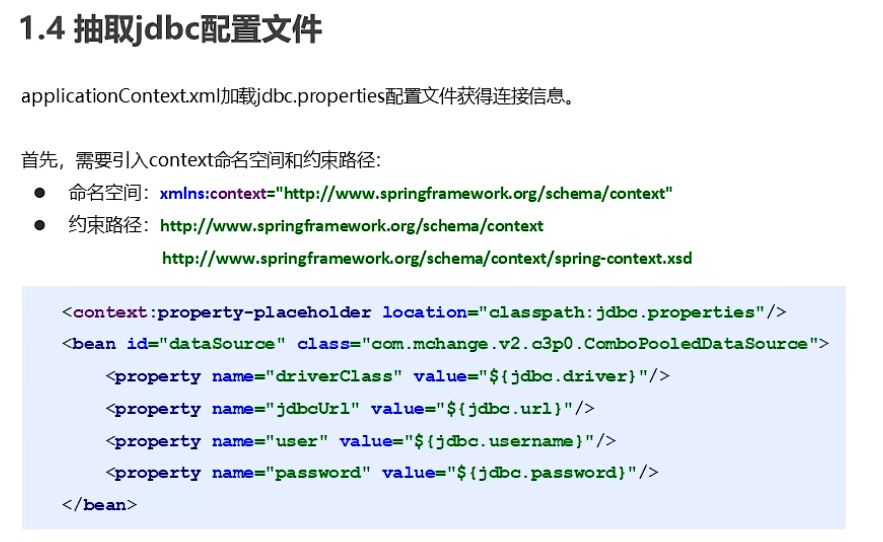 1.4 抽取jdbc配置文件
applicationContext.xml加载jdbc.properties配置文件获得连接信息。
首先，需要引入context命名空间和约束路径：
● 命名空间：xmlns:context="http://www.springframework.org/schema/context"
● 约束路径：http://www.springframework.org/schema/context
http://www.springframework.org/schema/context/spring-context.xsd
<context:property-placeholder location="classpath:jdbc.properties"/>
<bean id="dataSource" class="com.mchange.v2.c3p0.ComboPooledDataSource">
<property name="driverClass" value="${jdbc.driver}"/>
<property name="jdbcUrl" value="${jdbc.url}"/>
<property name="user" value="${jdbc.username}"/>
<property name="password" value="${jdbc.password}"/>
</bean>